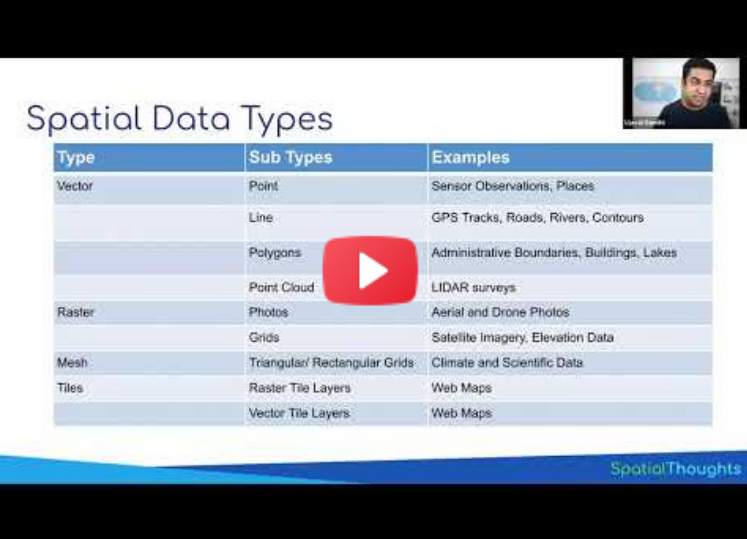 Spatial Data Types
Type Sub Types Examples
Vector Point Sensor Observations, Places
Line GPS Tracks, Roads, Rivers, Contours
Polygons Administrative Boundaries, Buildings, Lakes
Point Cloud LIDAR surveys
Raster Photos Aerial and Drone Photos
Grids Satellite Imagery, Elevation Data
Mesh Triangular/ Rectangular Grids Climate and Scientific Data
Tiles Raster Tile Layers Web Maps
Vector Tile Layers Web Maps
SpatialThoughts